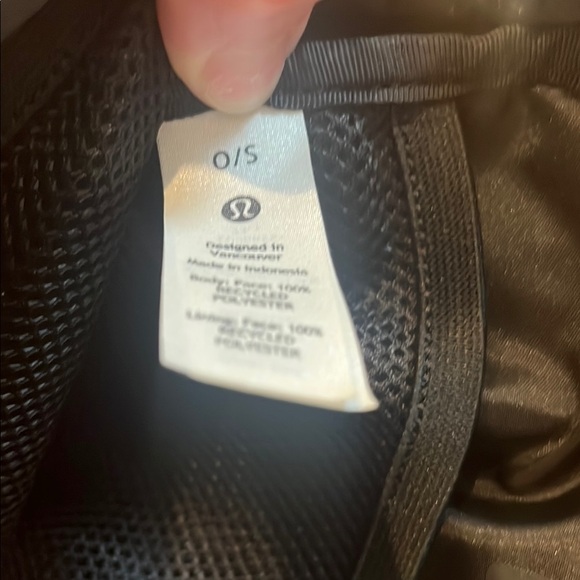 O/S
Designed in
Vancouver
Made in Indonesia
Body: Face: 100%
RECYCLED
POLYESTER
Lining: Face: 100%
RECYCLED
POLYESTER